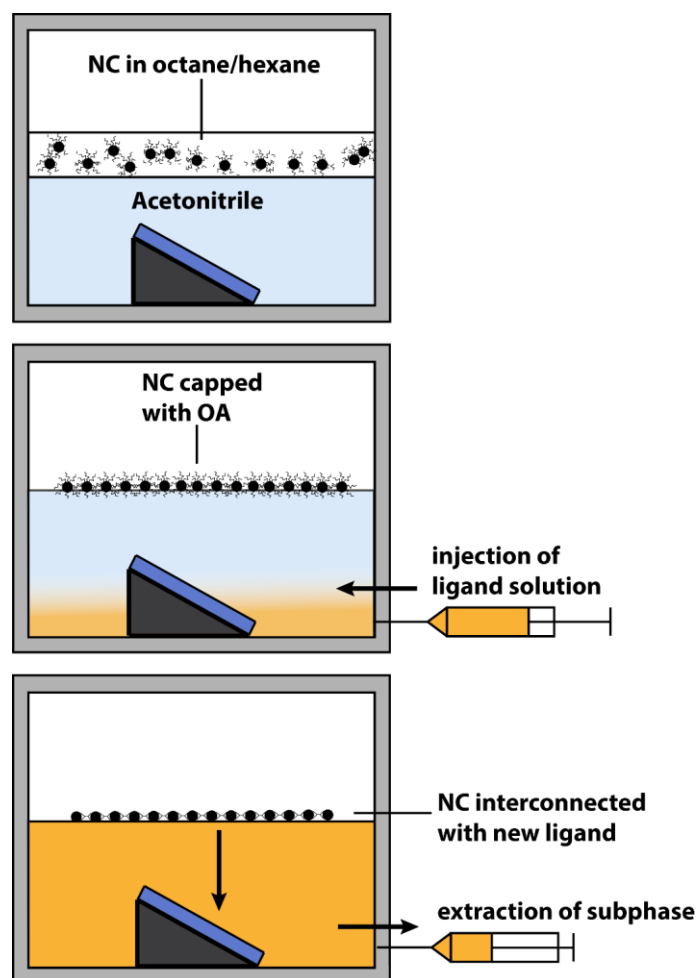 NC in octane/hexane
Acetonitrile
NC capped
with OA
injection of
ligand solution
NC interconnected
with new ligand
extraction of subphase